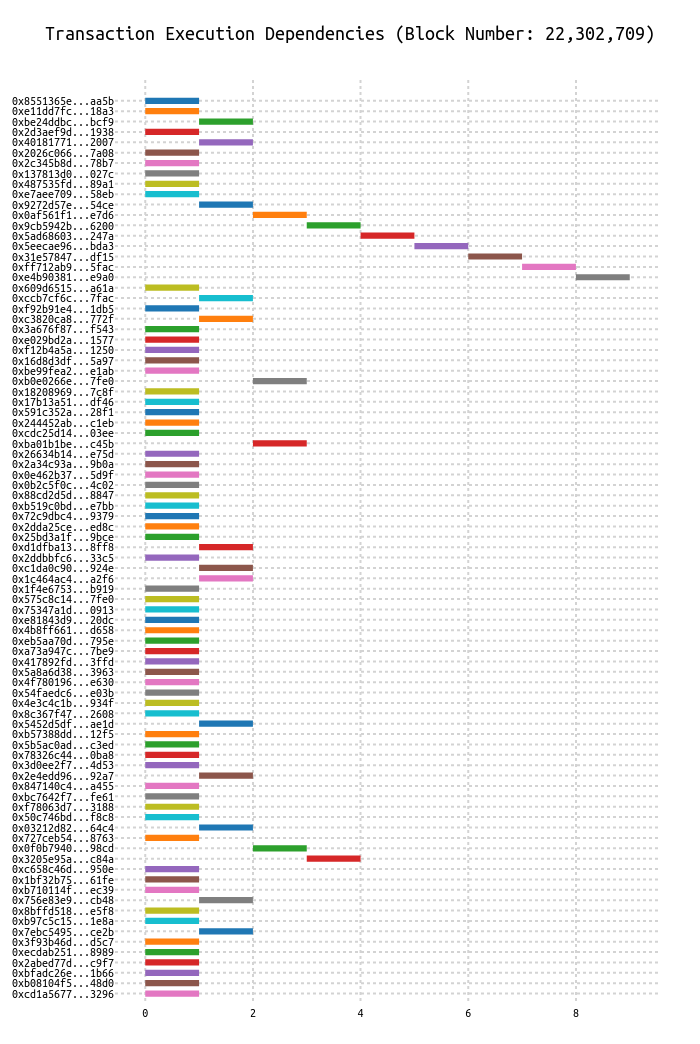 Transaction Execution Dependencies (Block Number: 22,302,709)
0x8551365e...aa5b
0xe11dd7fc...18a3
0xbe24ddbc...bcf9
0x2d3aef9d...1938
0x40181771...2007
0x2026c066...7a08
0x2c345b8d...78b7
0x137813d0...027c
0x487535fd...89a1
0xe7aee709...58eb
0x9272d57e...54ce
0x0af561f1...e7d6
0x9cb5942b...6200
0x5ad68603...247a
0x5eecae96...bda3
0x31e57847...df15
0xff712ab9...5fac
0xe4b90381...e9a0
0x609d6515...a61a
0xccb7cf6c...7fac
0xf92b91e4...1db5
0xc3820ca8...772f
0x3a676f87...f543
0xe029bd2a...1577
0xf12b4a5a...1250
0x16d8d3df...5a97
0xbe99fea2...e1ab
0xb0e0266e...7fe0
0x18208969...7c8f
0x17b13a51...df46
0x591c352a...28f1
0x244452ab...c1eb
0xcdc25d14...03ee
0xba01b1be...c45b
0x26634b14...e75d
0x2a34c93a...9b0a
0x0e462b37...5d9f
0x0b2c5f0c...4c02
0x88cd2d5d...8847
0xb519c0bd...e7bb
0x72c9dbc4...9379
0x2dda25ce...ed8c
0x25bd3a1f...9bce
0xd1dfba13...8ff8
0x2ddbbfc6...33c5
0xc1da0c90...924e
0x1c464ac4...a2f6
0x1f4e6753...b919
0x575c8c14...7fe0
0x75347a1d...0913
0xe81843d9...20dc
0x4b8ff661...d658
0xeb5aa70d...795e
0xa73a947c...7be9
0x417892fd...3ffd
0x5a8a6d38...3963
0x4f780196...e630
0x54faedc6...e03b
0x4e3c4c1b...934f
0x8c367f47...2608
0x5452d5df...ae1d
0xb57388dd...12f5
0x5b5ac0ad...c3ed
0x78326c44...0ba8
0x3d0ee2f7...4d53
0x2e4edd96...92a7
0x847140c4...a455
0xbc7642f7...fe61
0xf78063d7...3188
0x50c746bd...f8c8
0x03212d82...64c4
0x727ceb54...8763
0x0f0b7940...98cd
0x3205e95a...c84a
0xc658c46d...950e
0x1bf32b75...61fe
0xb710114f...ec39
0x756e83e9...cb48
0x8bffd518...e5f8
0xb97c5c15...1e8a
0x7ebc5495...ce2b
0x3f93b46d...d5c7
0xecdab251...8989
0x2abed77d...c9f7
0xbfadc26e...1b66
0xb08104f5...48d0
0xcd1a5677...3296
0 2 4 6 8